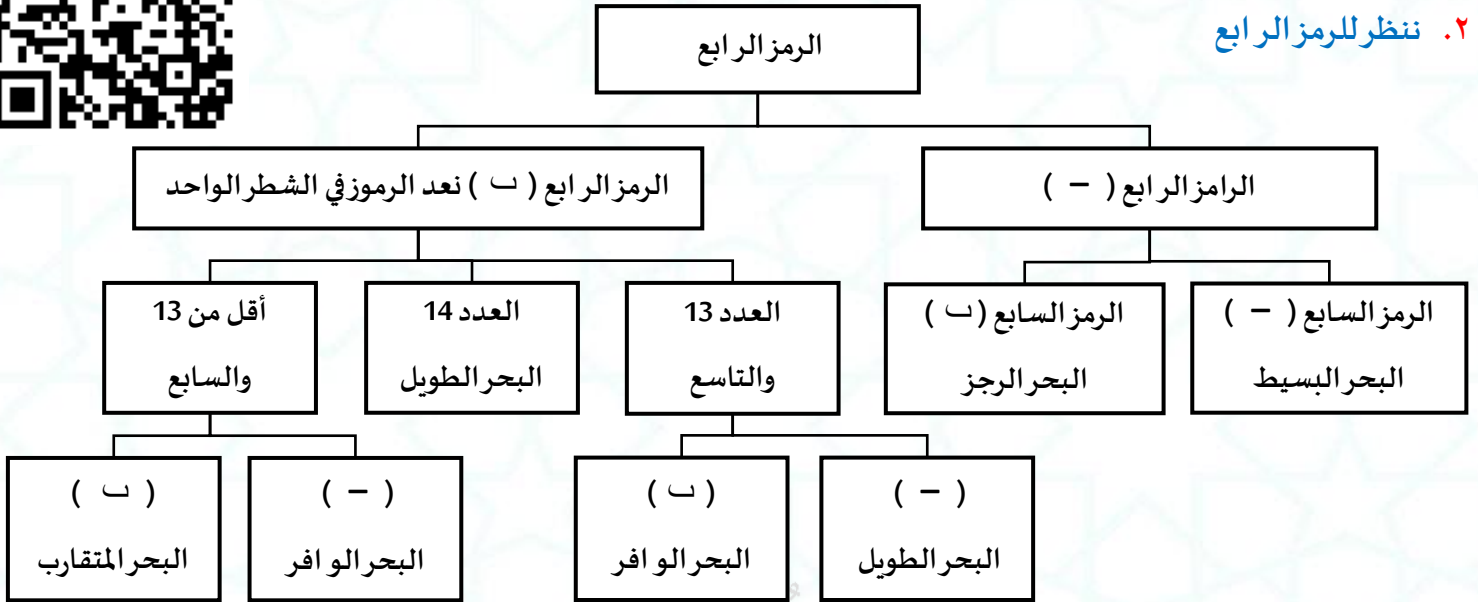 ٢. ننظر للرمز الرابع
الرمز الرابع
الرامز الرابع ( – )
الرمز الرابع ( ں ) نعد الرموز في الشطر الواحد
الرمز السابع ( – )
البحر البسيط
الرمز السابع ( ں )
البحر الرجز
العدد 13
والتاسع
العدد 14
البحر الطويل
أقل من 13
والسابع
( – )
البحر الطويل
( ں )
البحر الوافر
( – )
البحر الوافر
( ں )
البحر المتقارب